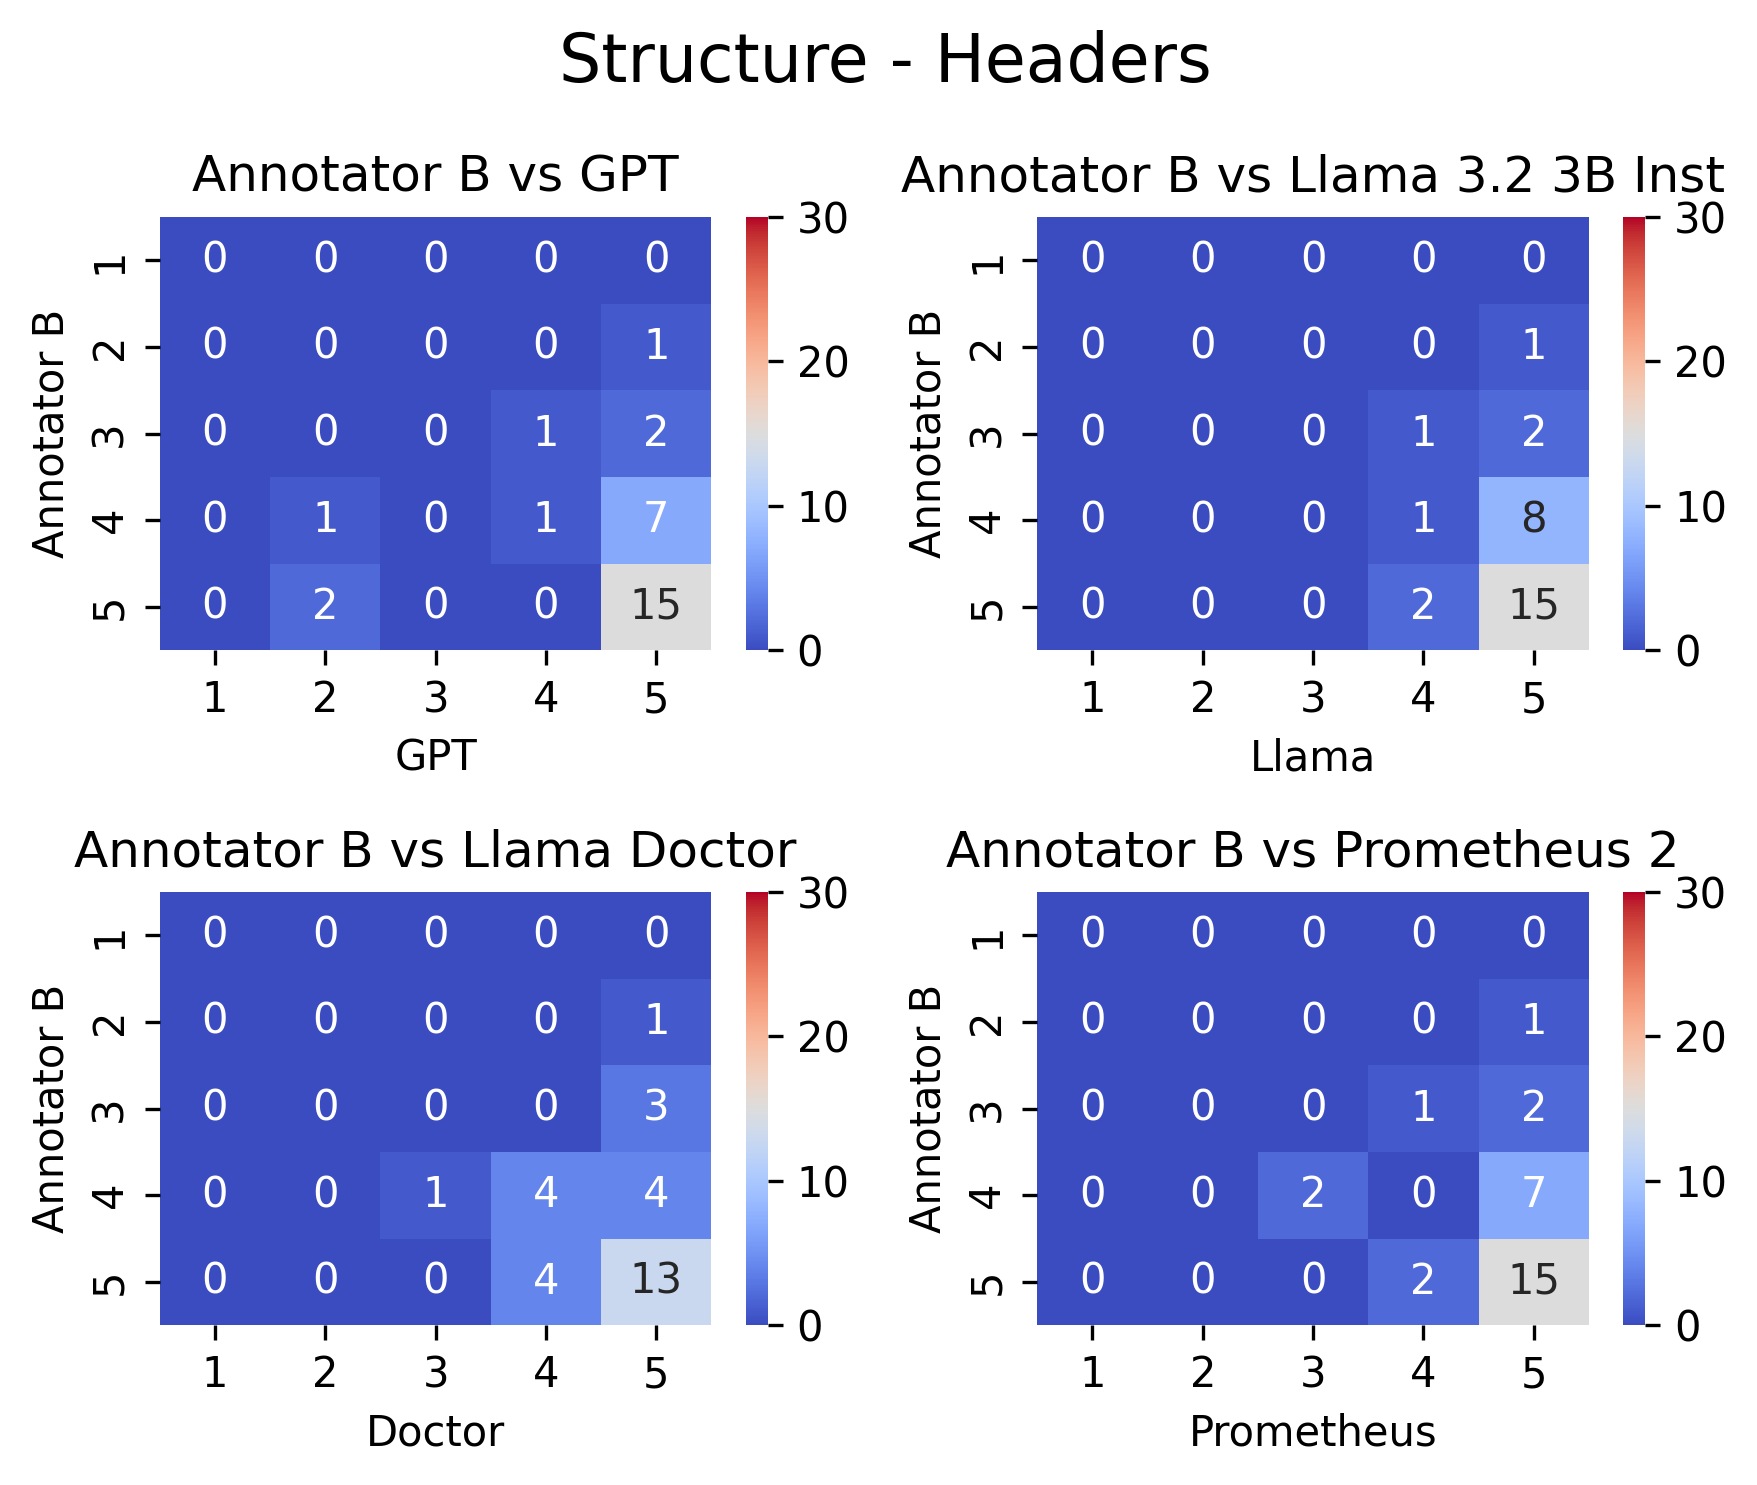 Structure - Headers
Annotator B vs GPT
Annotator B
1 0 0 0 0 0
2 0 0 0 0 1
3 0 0 0 1 2
4 0 1 0 1 7
5 0 2 0 0 15
1 2 3 4 5
GPT
30
20
10
0
Annotator B vs Llama 3.2 3B Inst
Annotator B
1 0 0 0 0 0
2 0 0 0 0 1
3 0 0 0 1 2
4 0 0 0 1 8
5 0 0 0 2 15
1 2 3 4 5
Llama
30
20
10
0
Annotator B vs Llama Doctor
Annotator B
1 0 0 0 0 0
2 0 0 0 0 1
3 0 0 0 0 3
4 0 0 1 4 4
5 0 0 0 4 13
1 2 3 4 5
Doctor
30
20
10
0
Annotator B vs Prometheus 2
Annotator B
1 0 0 0 0 0
2 0 0 0 0 1
3 0 0 0 1 2
4 0 0 2 0 7
5 0 0 0 2 15
1 2 3 4 5
Prometheus
30
20
10
0